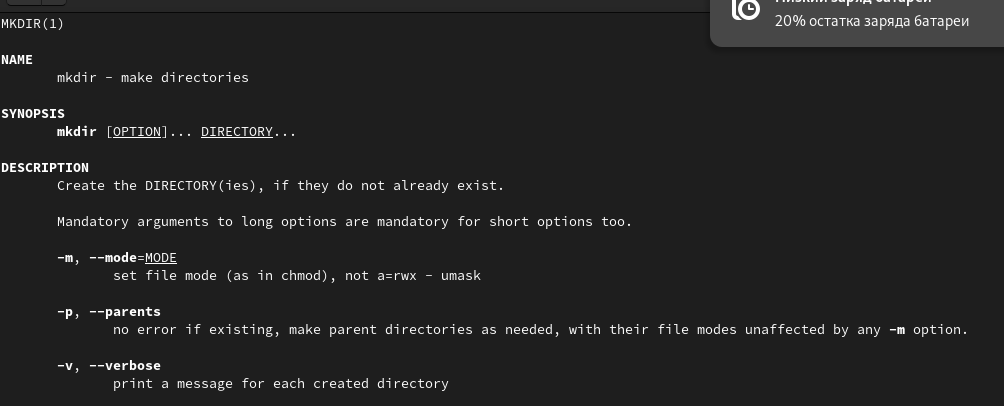 MKDIR(1)
20% остатка заряда батареи
NAME
mkdir - make directories
SYNOPSIS
mkdir [OPTION]... DIRECTORY...
DESCRIPTION
Create the DIRECTORY(ies), if they do not already exist.
Mandatory arguments to long options are mandatory for short options too.
-m, --mode=MODE
set file mode (as in chmod), not a=rwx - umask
-p, --parents
no error if existing, make parent directories as needed, with their file modes unaffected by any -m option.
-v, --verbose
print a message for each created directory